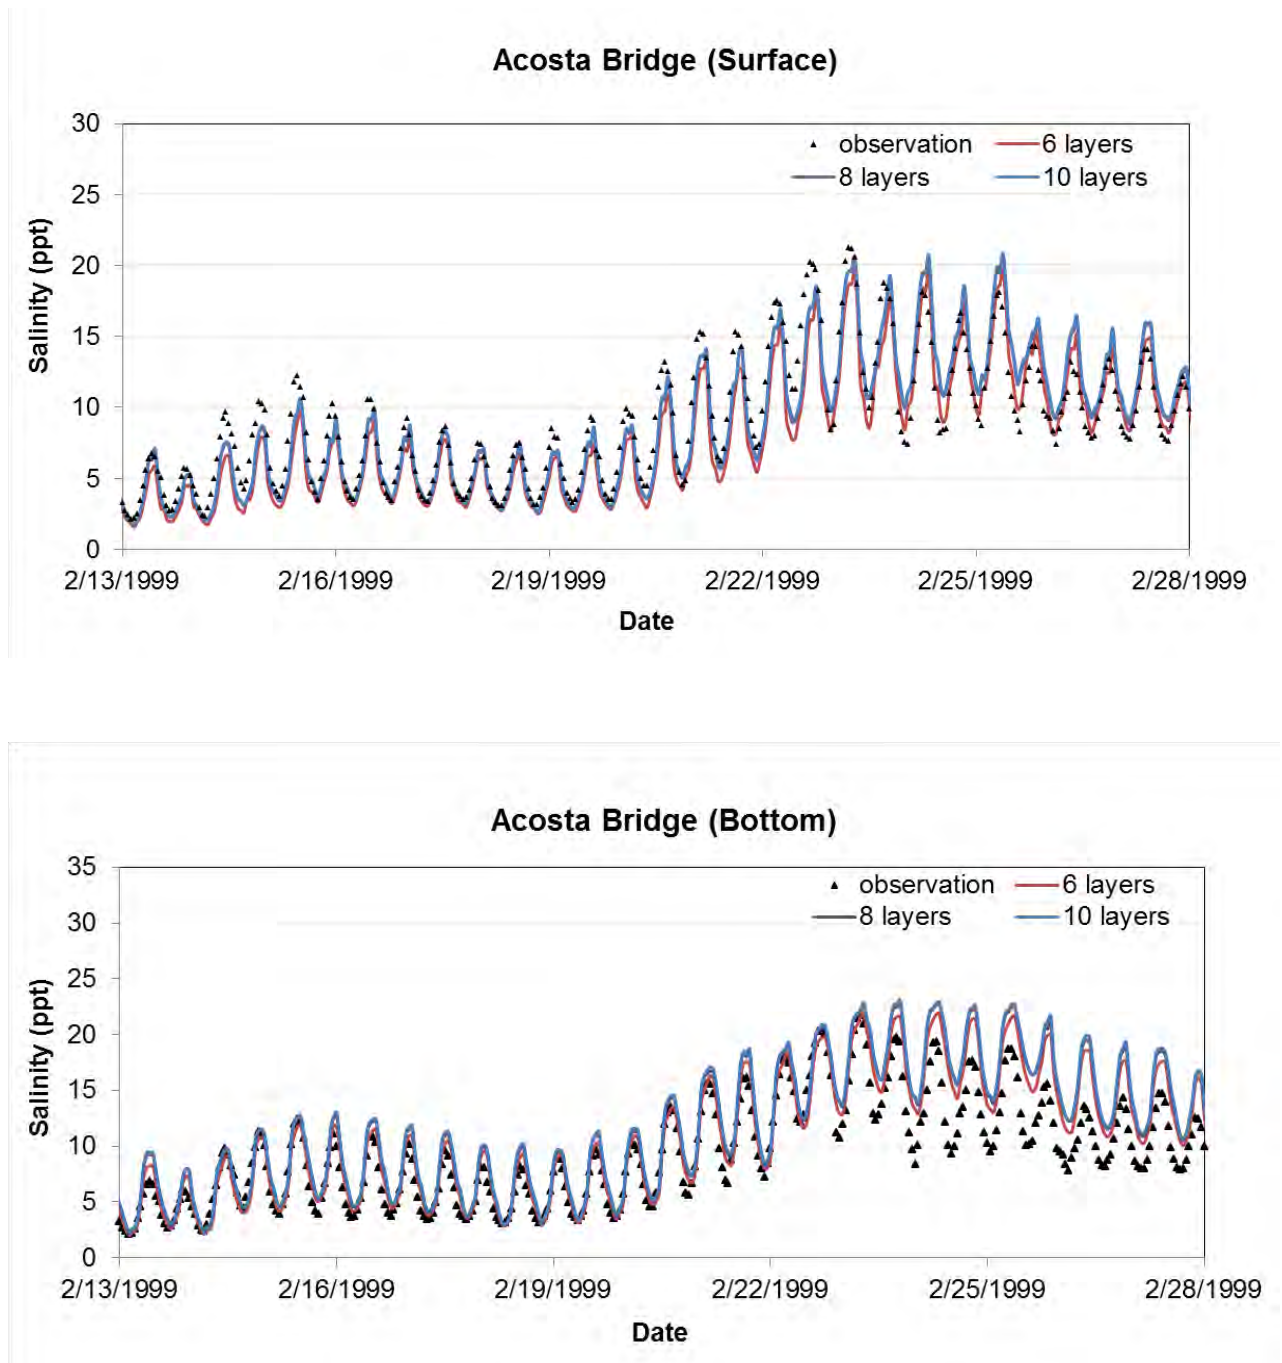 Acosta Bridge (Surface)
30
observation 6 layers
8 layers 10 layers
25
20
Salinity (ppt)
15
10
5
0
2/13/1999 2/16/1999 2/19/1999 2/22/1999 2/25/1999 2/28/1999
Date
Acosta Bridge (Bottom)
35
observation 6 layers
8 layers 10 layers
30
25
20
Salinity (ppt)
15
10
5
0
2/13/1999 2/16/1999 2/19/1999 2/22/1999 2/25/1999 2/28/1999
Date